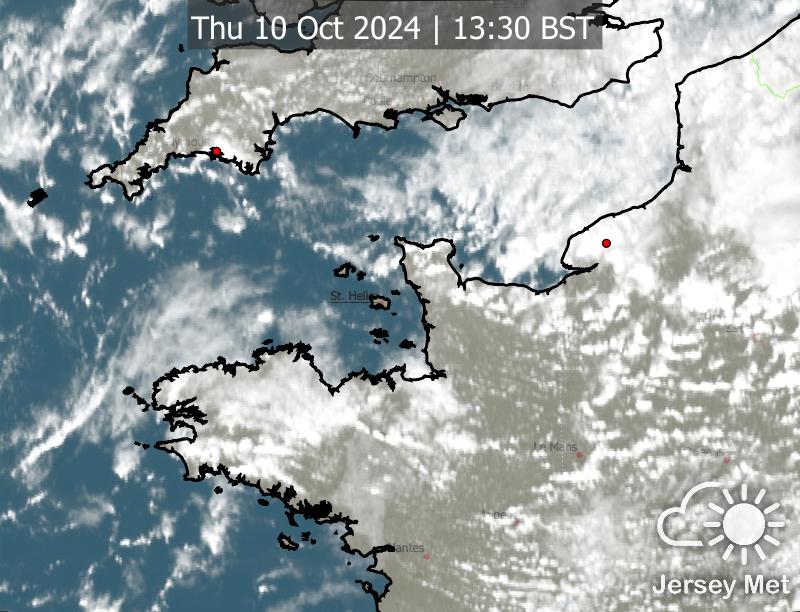 Thu 10 Oct 2024 | 13:30 BST
Southampton
St. Helier
Le Mans
Nantes
Jersey Met